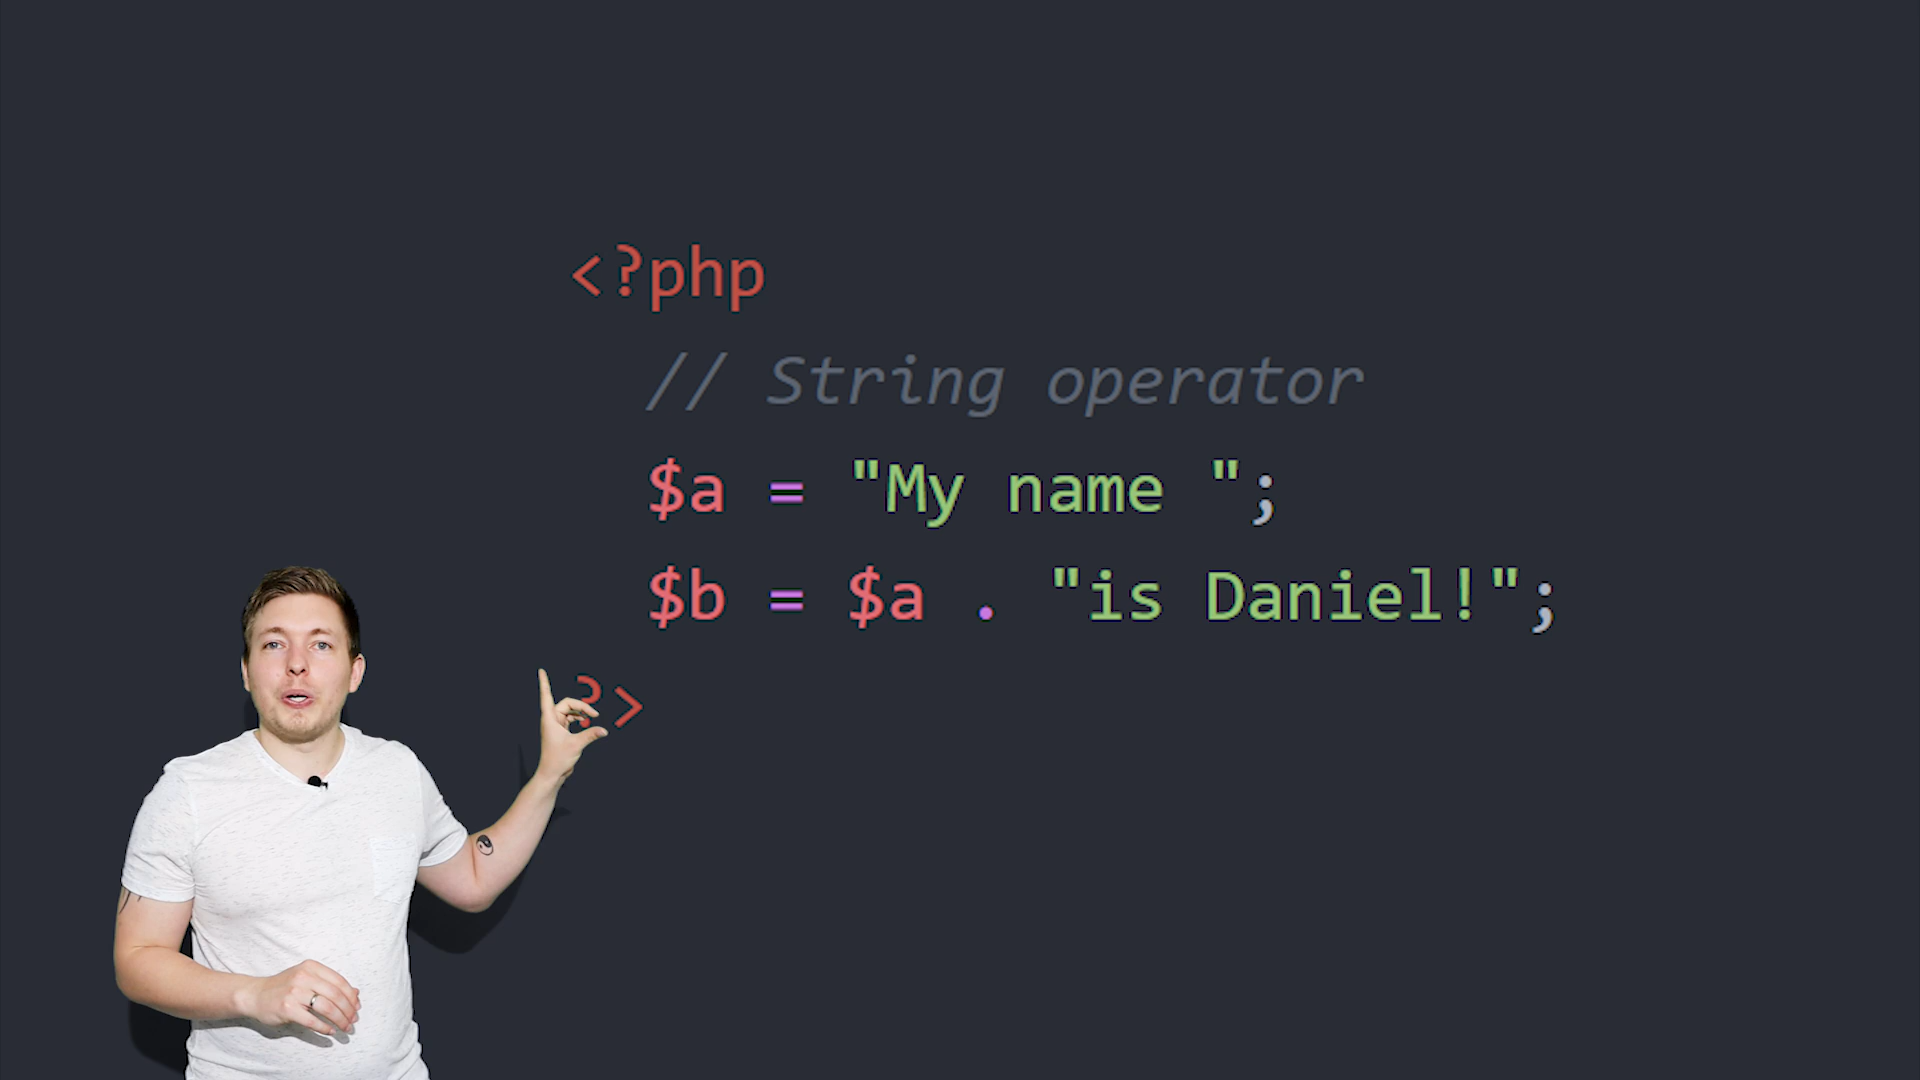 <?php
// String operator
$a = "My name ";
$b = $a . "is Daniel!";
?>